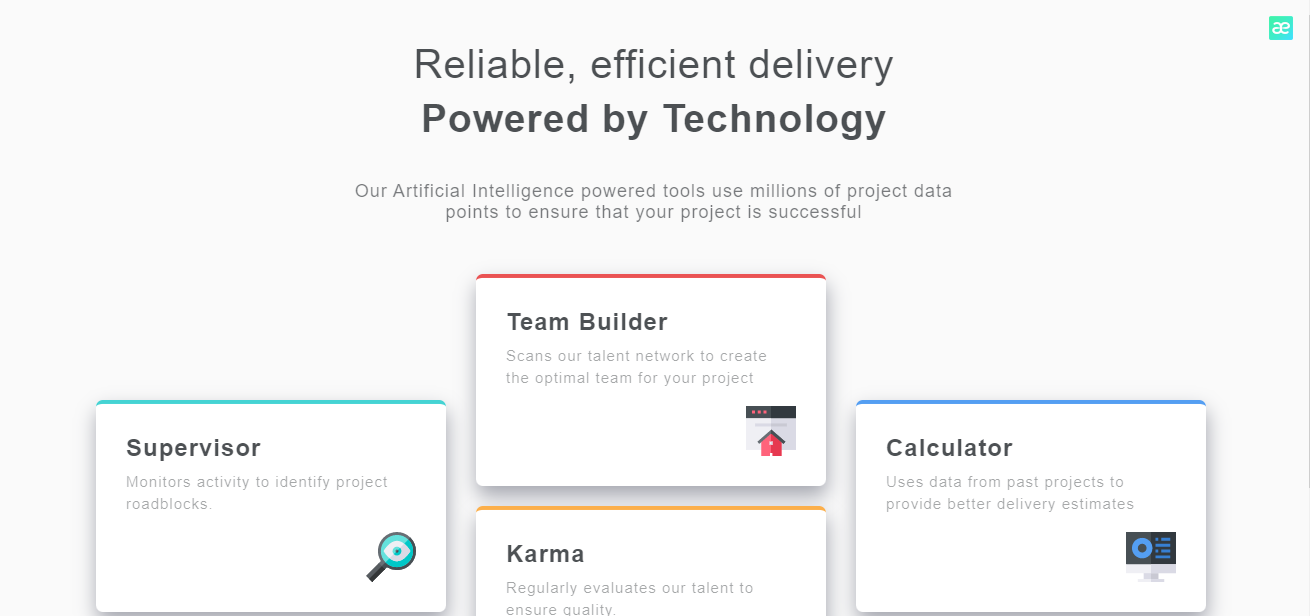 æ
Reliable, efficient delivery
Powered by Technology
Our Artificial Intelligence powered tools use millions of project data
points to ensure that your project is successful
Team Builder
Scans our talent network to create
the optimal team for your project
Supervisor
Monitors activity to identify project
roadblocks.
Calculator
Uses data from past projects to
provide better delivery estimates
Karma
Regularly evaluates our talent to
ensure quality.